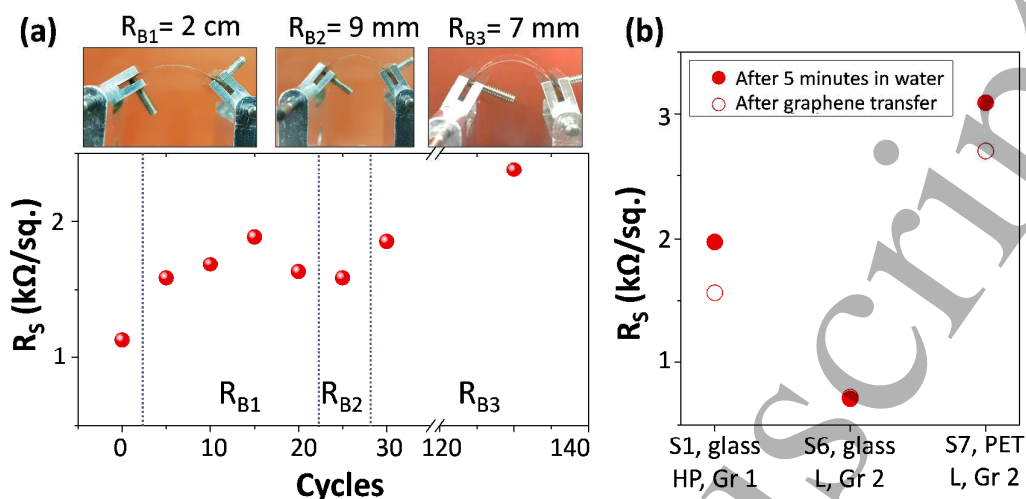 (a)
R_B1 = 2 cm
R_B2 = 9 mm
R_B3 = 7 mm
2
1
R_S (kΩ/sq.)
R_B1
R_B2
R_B3
0 10 20 30 120 140
Cycles
(b)
After 5 minutes in water
After graphene transfer
3
2
1
R_S (kΩ/sq.)
S1, glass
HP, Gr 1
S6, glass
L, Gr 2
S7, PET
L, Gr 2